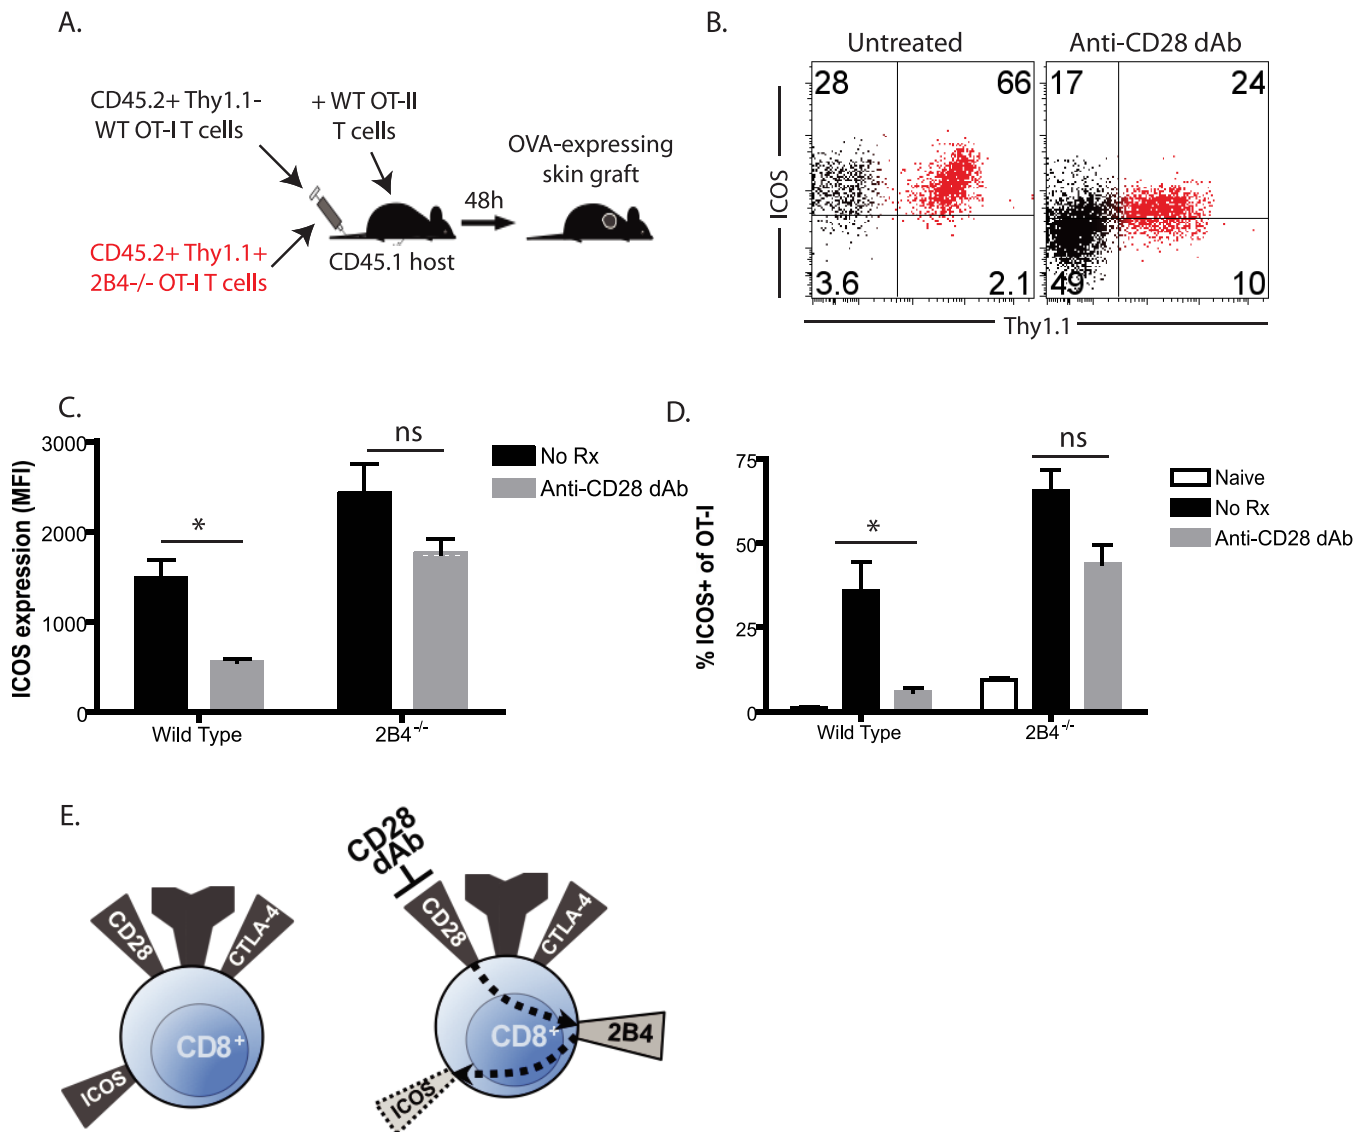 A.
CD45.2+ Thy1.1-
WT OT-I T cells
+ WT OT-II
T cells
OVA-expressing
skin graft
48h
CD45.1 host
CD45.2+ Thy1.1+
2B4-/- OT-I T cells
B.
Untreated
Anti-CD28 dAb
28
66
17
24
ICOS
3.6
2.1
49
10
Thy1.1
C.
3000
2000
1000
0
ICOS expression (MFI)
*
ns
No Rx
Anti-CD28 dAb
Wild Type
2B4-/-
D.
75
50
25
0
% ICOS+ of OT-I
*
ns
Naive
No Rx
Anti-CD28 dAb
Wild Type
2B4-/-
E.
CD28
CTLA-4
CD8+
ICOS
CD28
dAb
CD28
CTLA-4
CD8+
2B4
ICOS